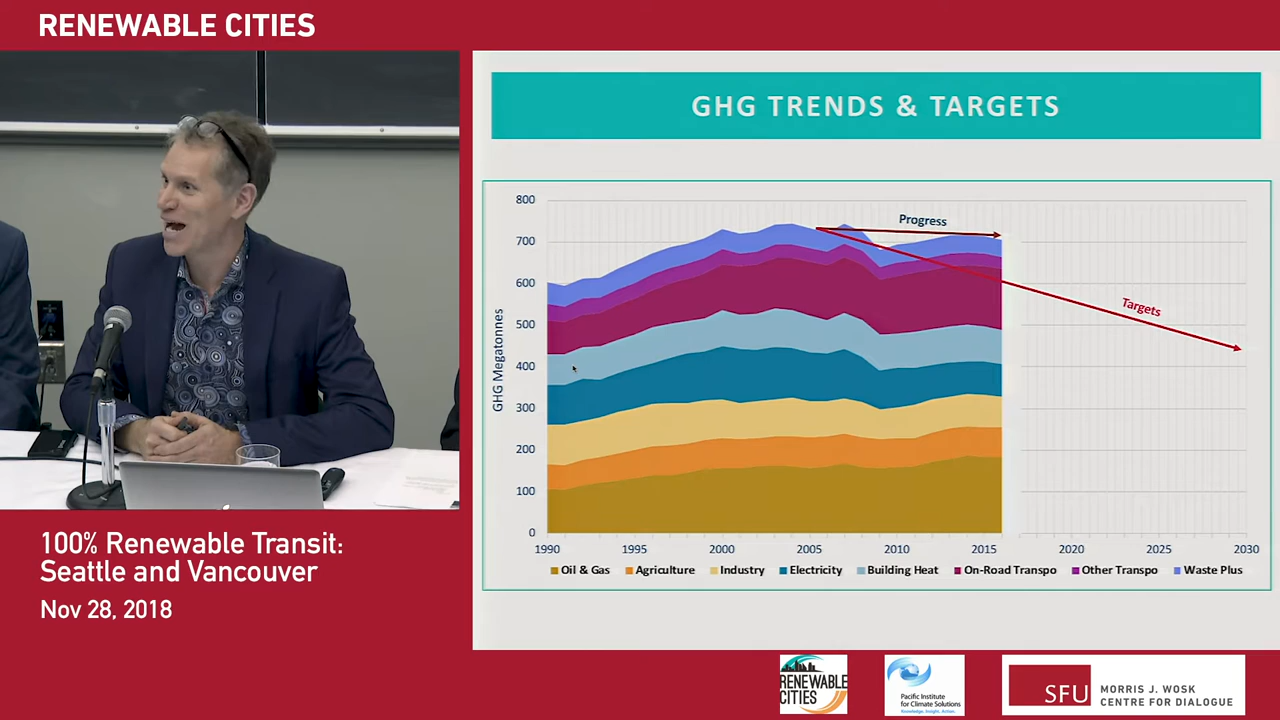 RENEWABLE CITIES
GHG TRENDS & TARGETS
800
700
600
500
400
300
200
100
0
GHG Megatonnes
Progress
Targets
1990
1995
2000
2005
2010
2015
2020
2025
2030
Oil & Gas
Agriculture
Industry
Electricity
Building Heat
On-Road Transpo
Other Transpo
Waste Plus
100% Renewable Transit:
Seattle and Vancouver
Nov 28, 2018
RENEWABLE
CITIES
Pacific Institute
for Climate Solutions
Knowledge. Insight. Action.
SFU
MORRIS J. WOSK
CENTRE FOR DIALOGUE